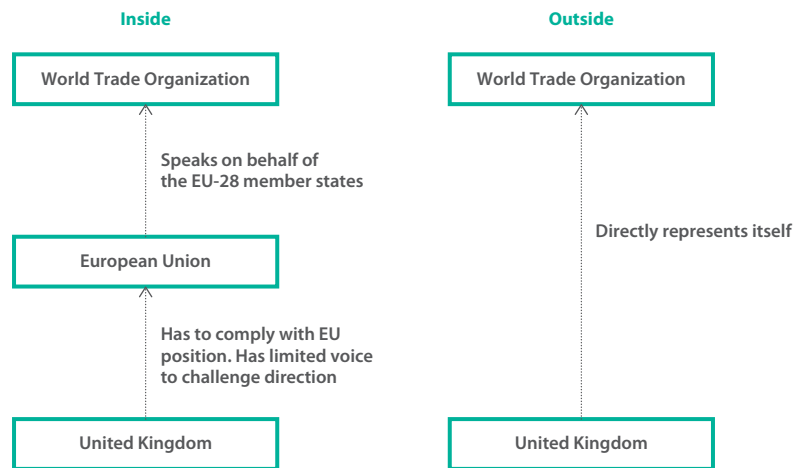 Inside
World Trade Organization
Speaks on behalf of
the EU-28 member states
European Union
Has to comply with EU
position. Has limited voice
to challenge direction
United Kingdom
Outside
World Trade Organization
Directly represents itself
United Kingdom